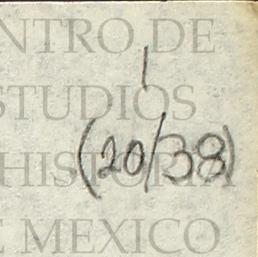 NTRO DE
1
STUDIOS
(20/38)
HISTORIA
E MEXICO